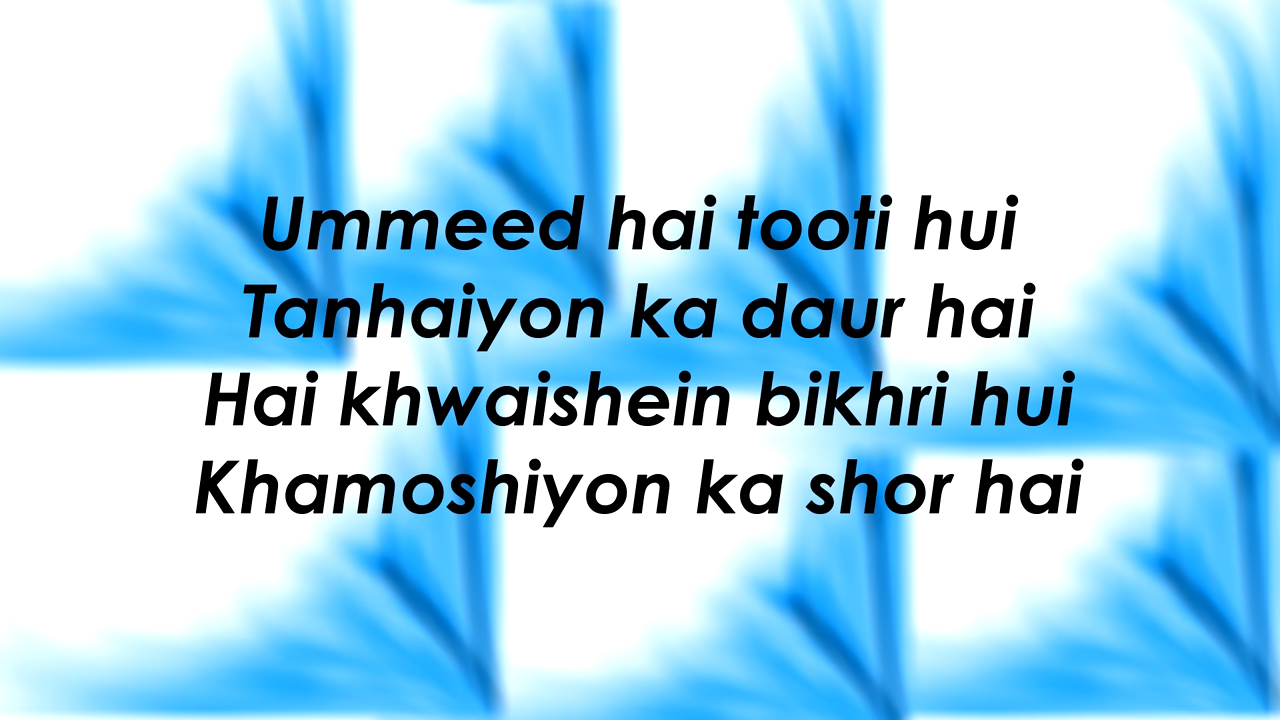 Ummeed hai tooti hui
Tanhaiyon ka daur hai
Hai khwaishein bikhri hui
Khamoshiyon ka shor hai